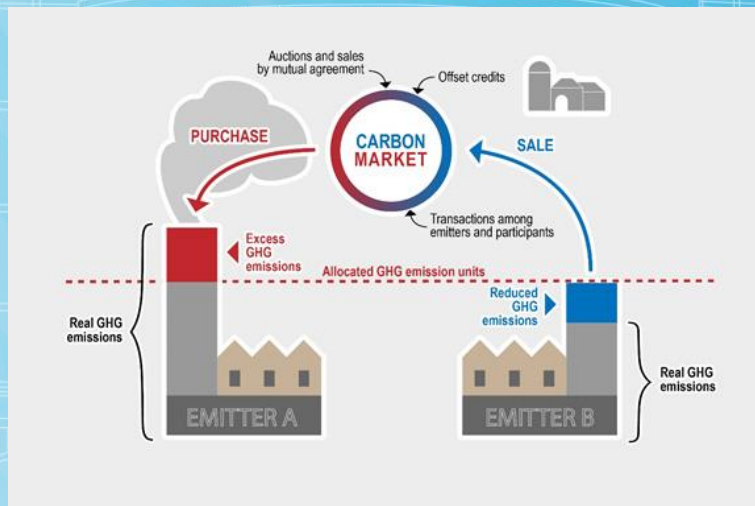 Auctions and sales
by mutual agreement
Offset credits
PURCHASE
CARBON
MARKET
SALE
Transactions among
emitters and participants
Excess
GHG
emissions
Allocated GHG emission units
Reduced
GHG
emissions
Real GHG
emissions
Real GHG
emissions
EMITTER A
EMITTER B